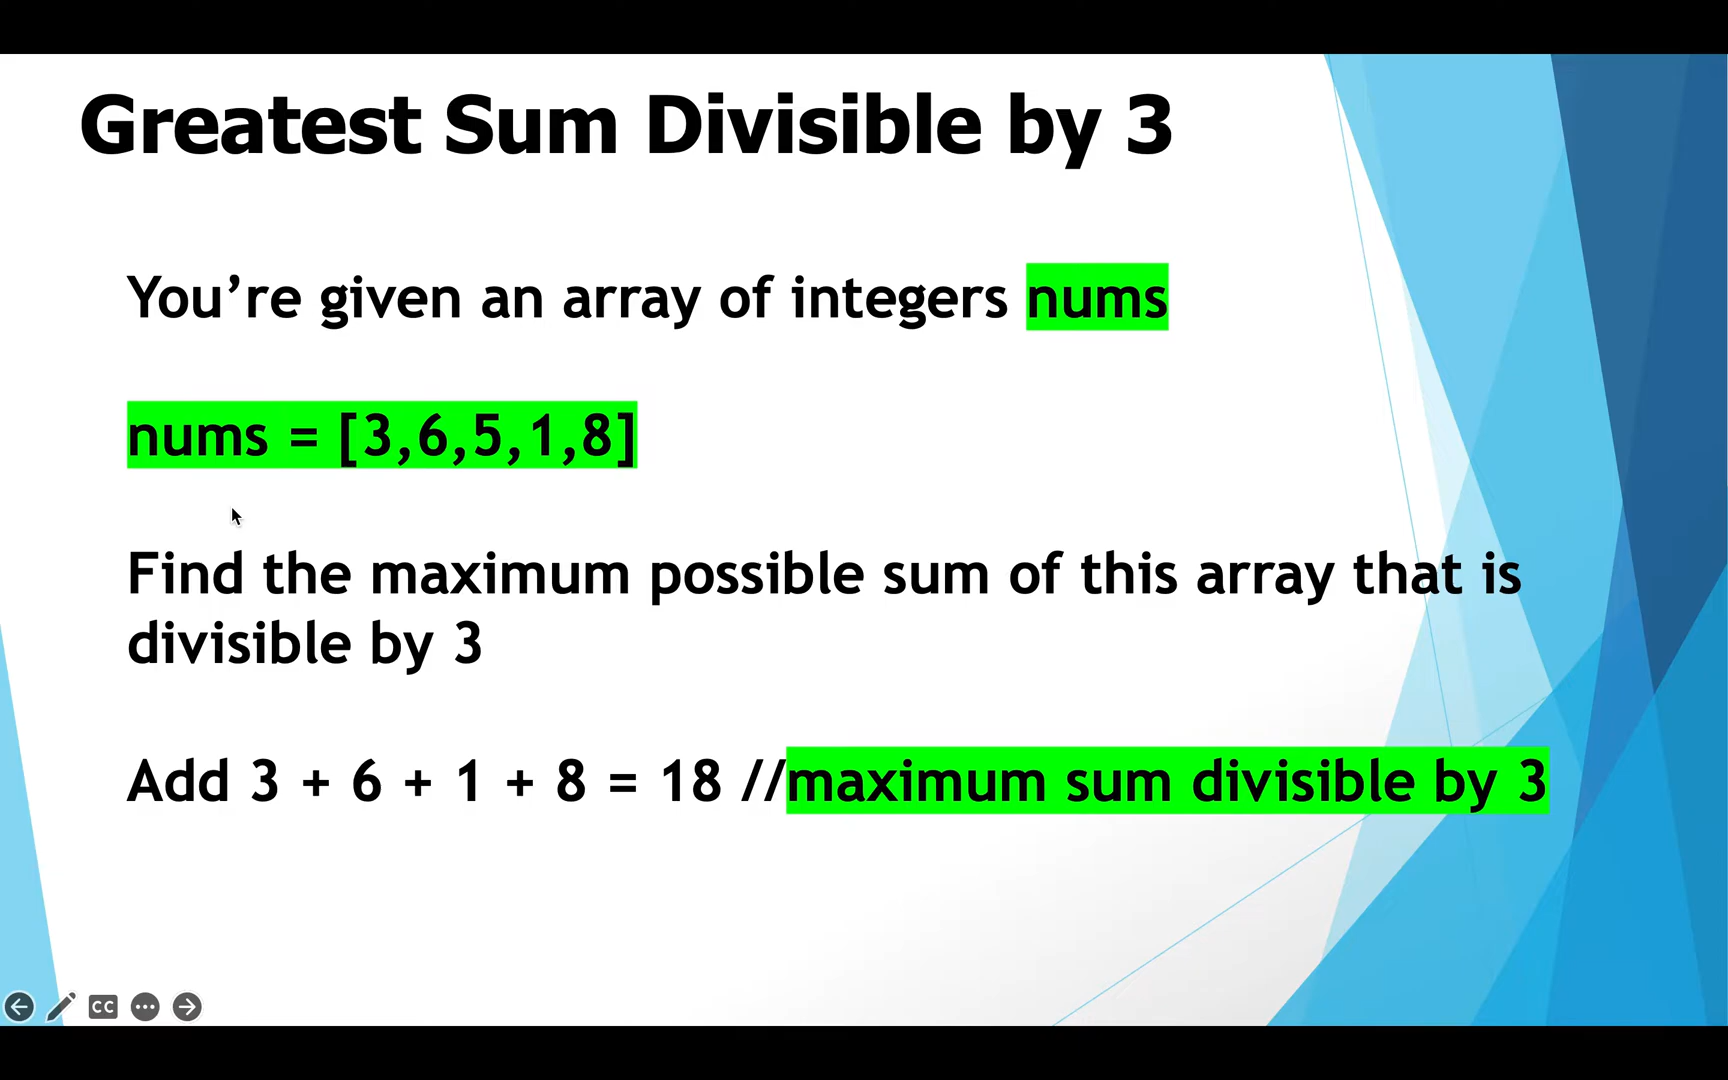 Greatest Sum Divisible by 3
You’re given an array of integers nums
nums = [3,6,5,1,8]
Find the maximum possible sum of this array that is
divisible by 3
Add 3 + 6 + 1 + 8 = 18 //maximum sum divisible by 3
CC